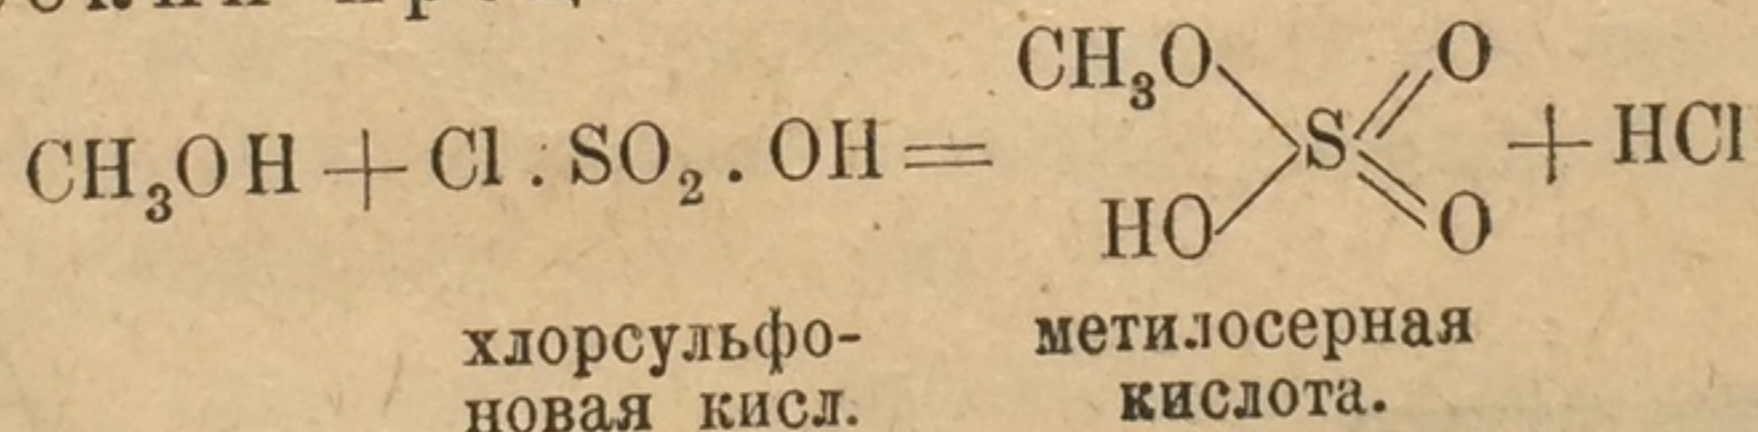 CH₃OH + Cl : SO₂ . OH = CH₃O HO S O O + HCl
хлорсульфо- метилосерная
новая кисл. кислота.